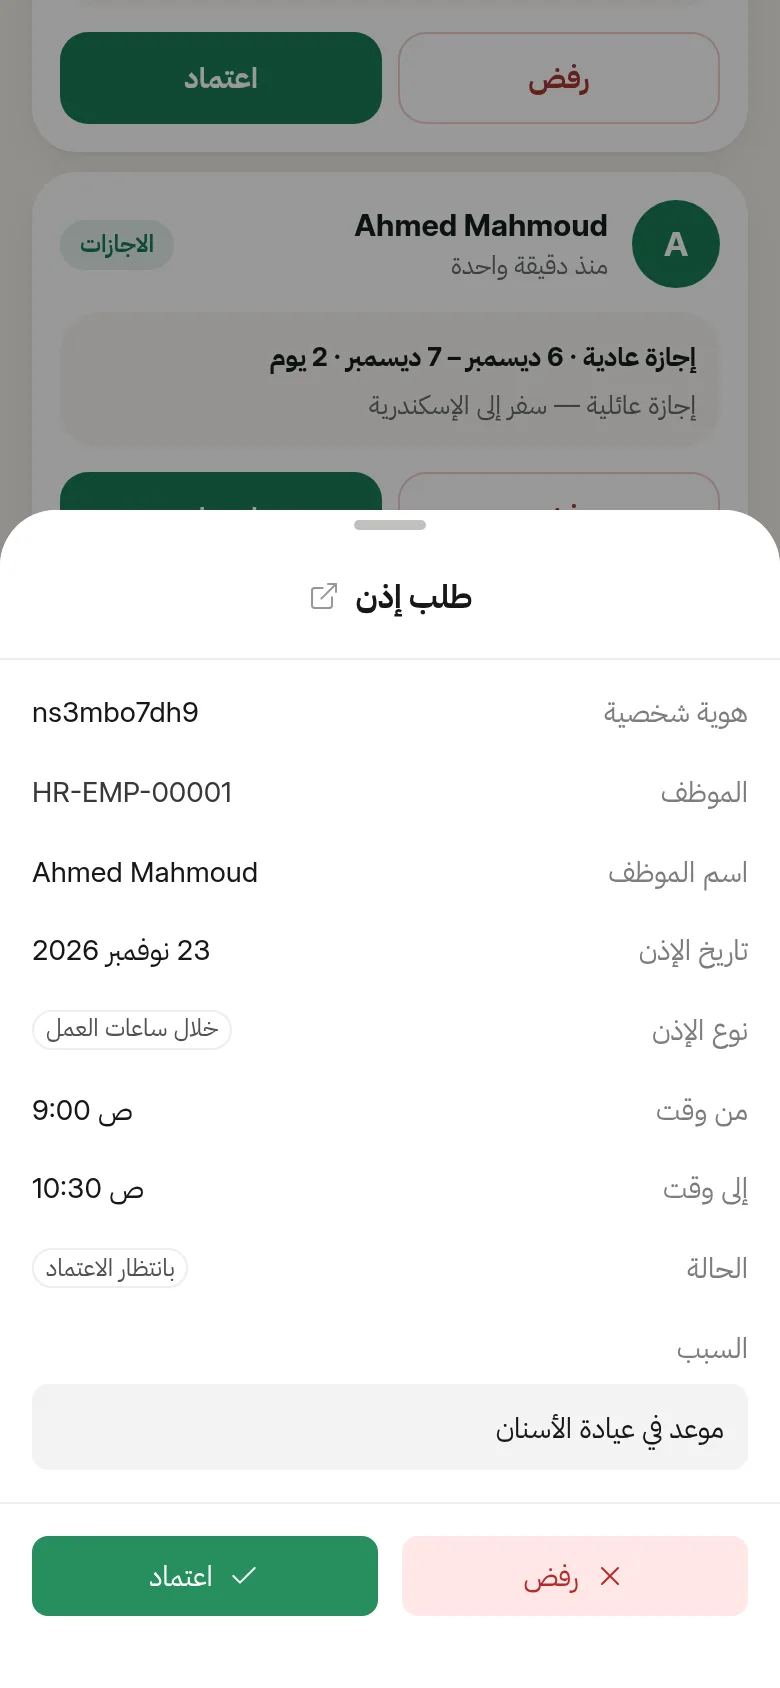 رفض
اعتماد
A
Ahmed Mahmoud
منذ دقيقة واحدة
الاجازات
إجازة عادية · 6 ديسمبر – 7 ديسمبر · 2 يوم
إجازة عائلية — سفر إلى الإسكندرية
طلب إذن
هوية شخصية ns3mbo7dh9
الموظف HR-EMP-00001
اسم الموظف Ahmed Mahmoud
تاريخ الإذن 23 نوفمبر 2026
نوع الإذن خلال ساعات العمل
من وقت 9:00 ص
إلى وقت 10:30 ص
الحالة بانتظار الاعتماد
السبب
موعد في عيادة الأسنان
رفض
اعتماد